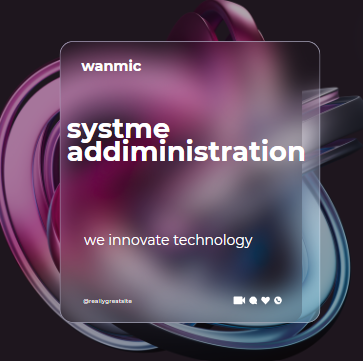 wanmic
systme
addiministration
we innovate technology
@reallygreatsite